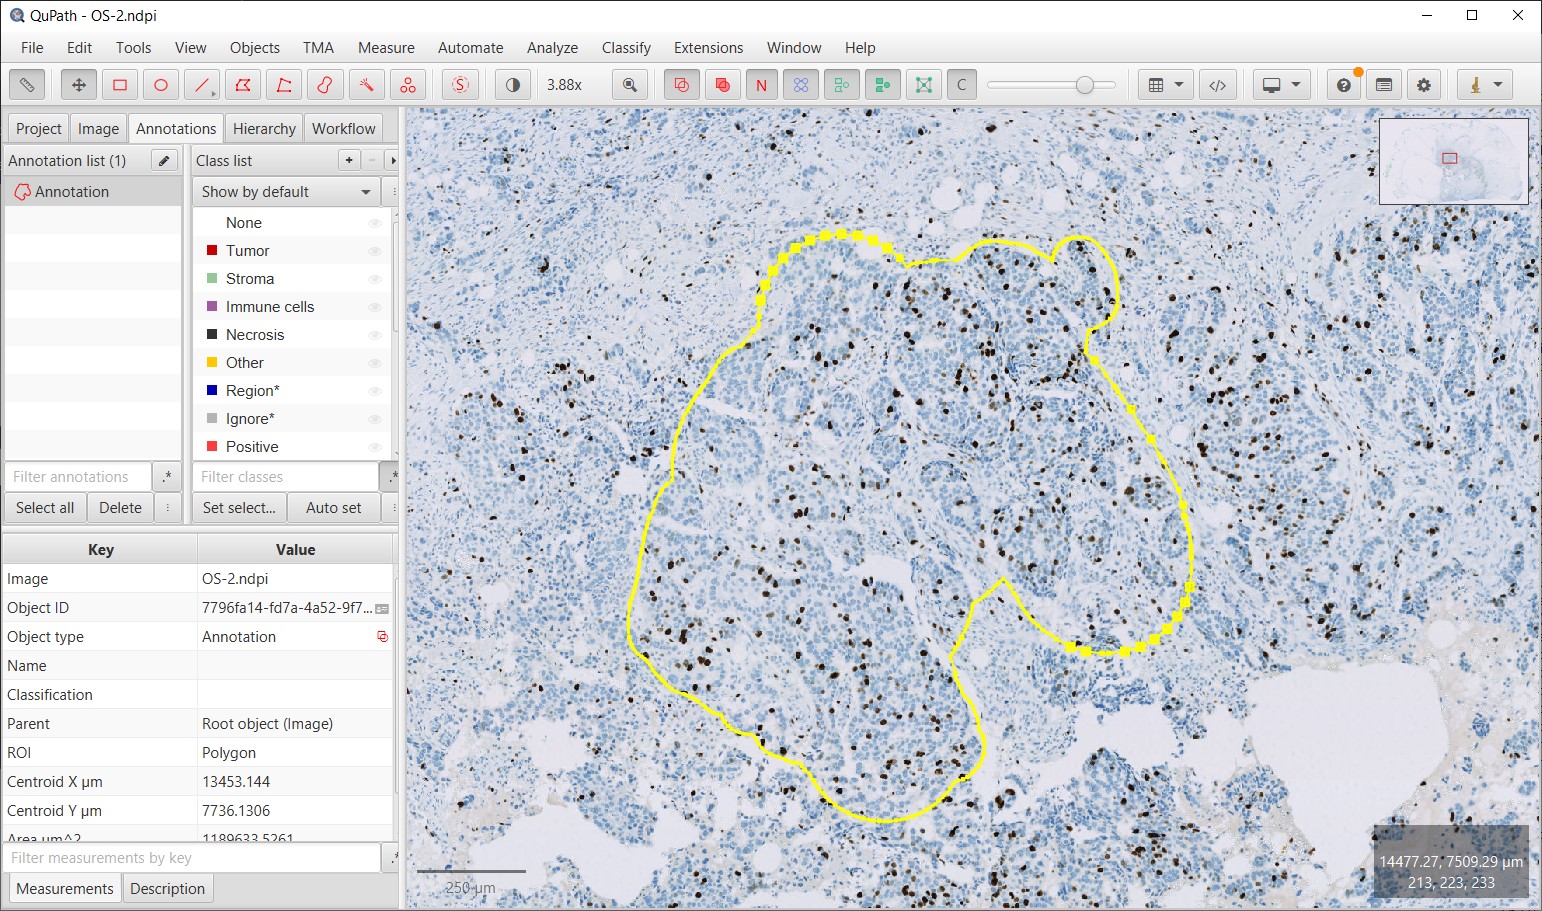 QuPath - OS-2.ndpi
File Edit Tools View Objects TMA Measure Automate Analyze Classify Extensions Window Help
S 3.88x N C </> ?
Project Image Annotations Hierarchy Workflow
Annotation list (1) Class list + -
Annotation Show by default
None
Tumor
Stroma
Immune cells
Necrosis
Other
Region*
Ignore*
Positive
Filter annotations .* Filter classes .*
Select all Delete Set select... Auto set
Key Value
Image OS-2.ndpi
Object ID 7796fa14-fd7a-4a52-9f7...
Object type Annotation
Name
Classification
Parent Root object (Image)
ROI Polygon
Centroid X µm 13453.144
Centroid Y µm 7736.1306
Area µm^2 1189633.5261
Filter measurements by key .*
Measurements Description
250 µm
14477.27, 7509.29 µm
213, 223, 233